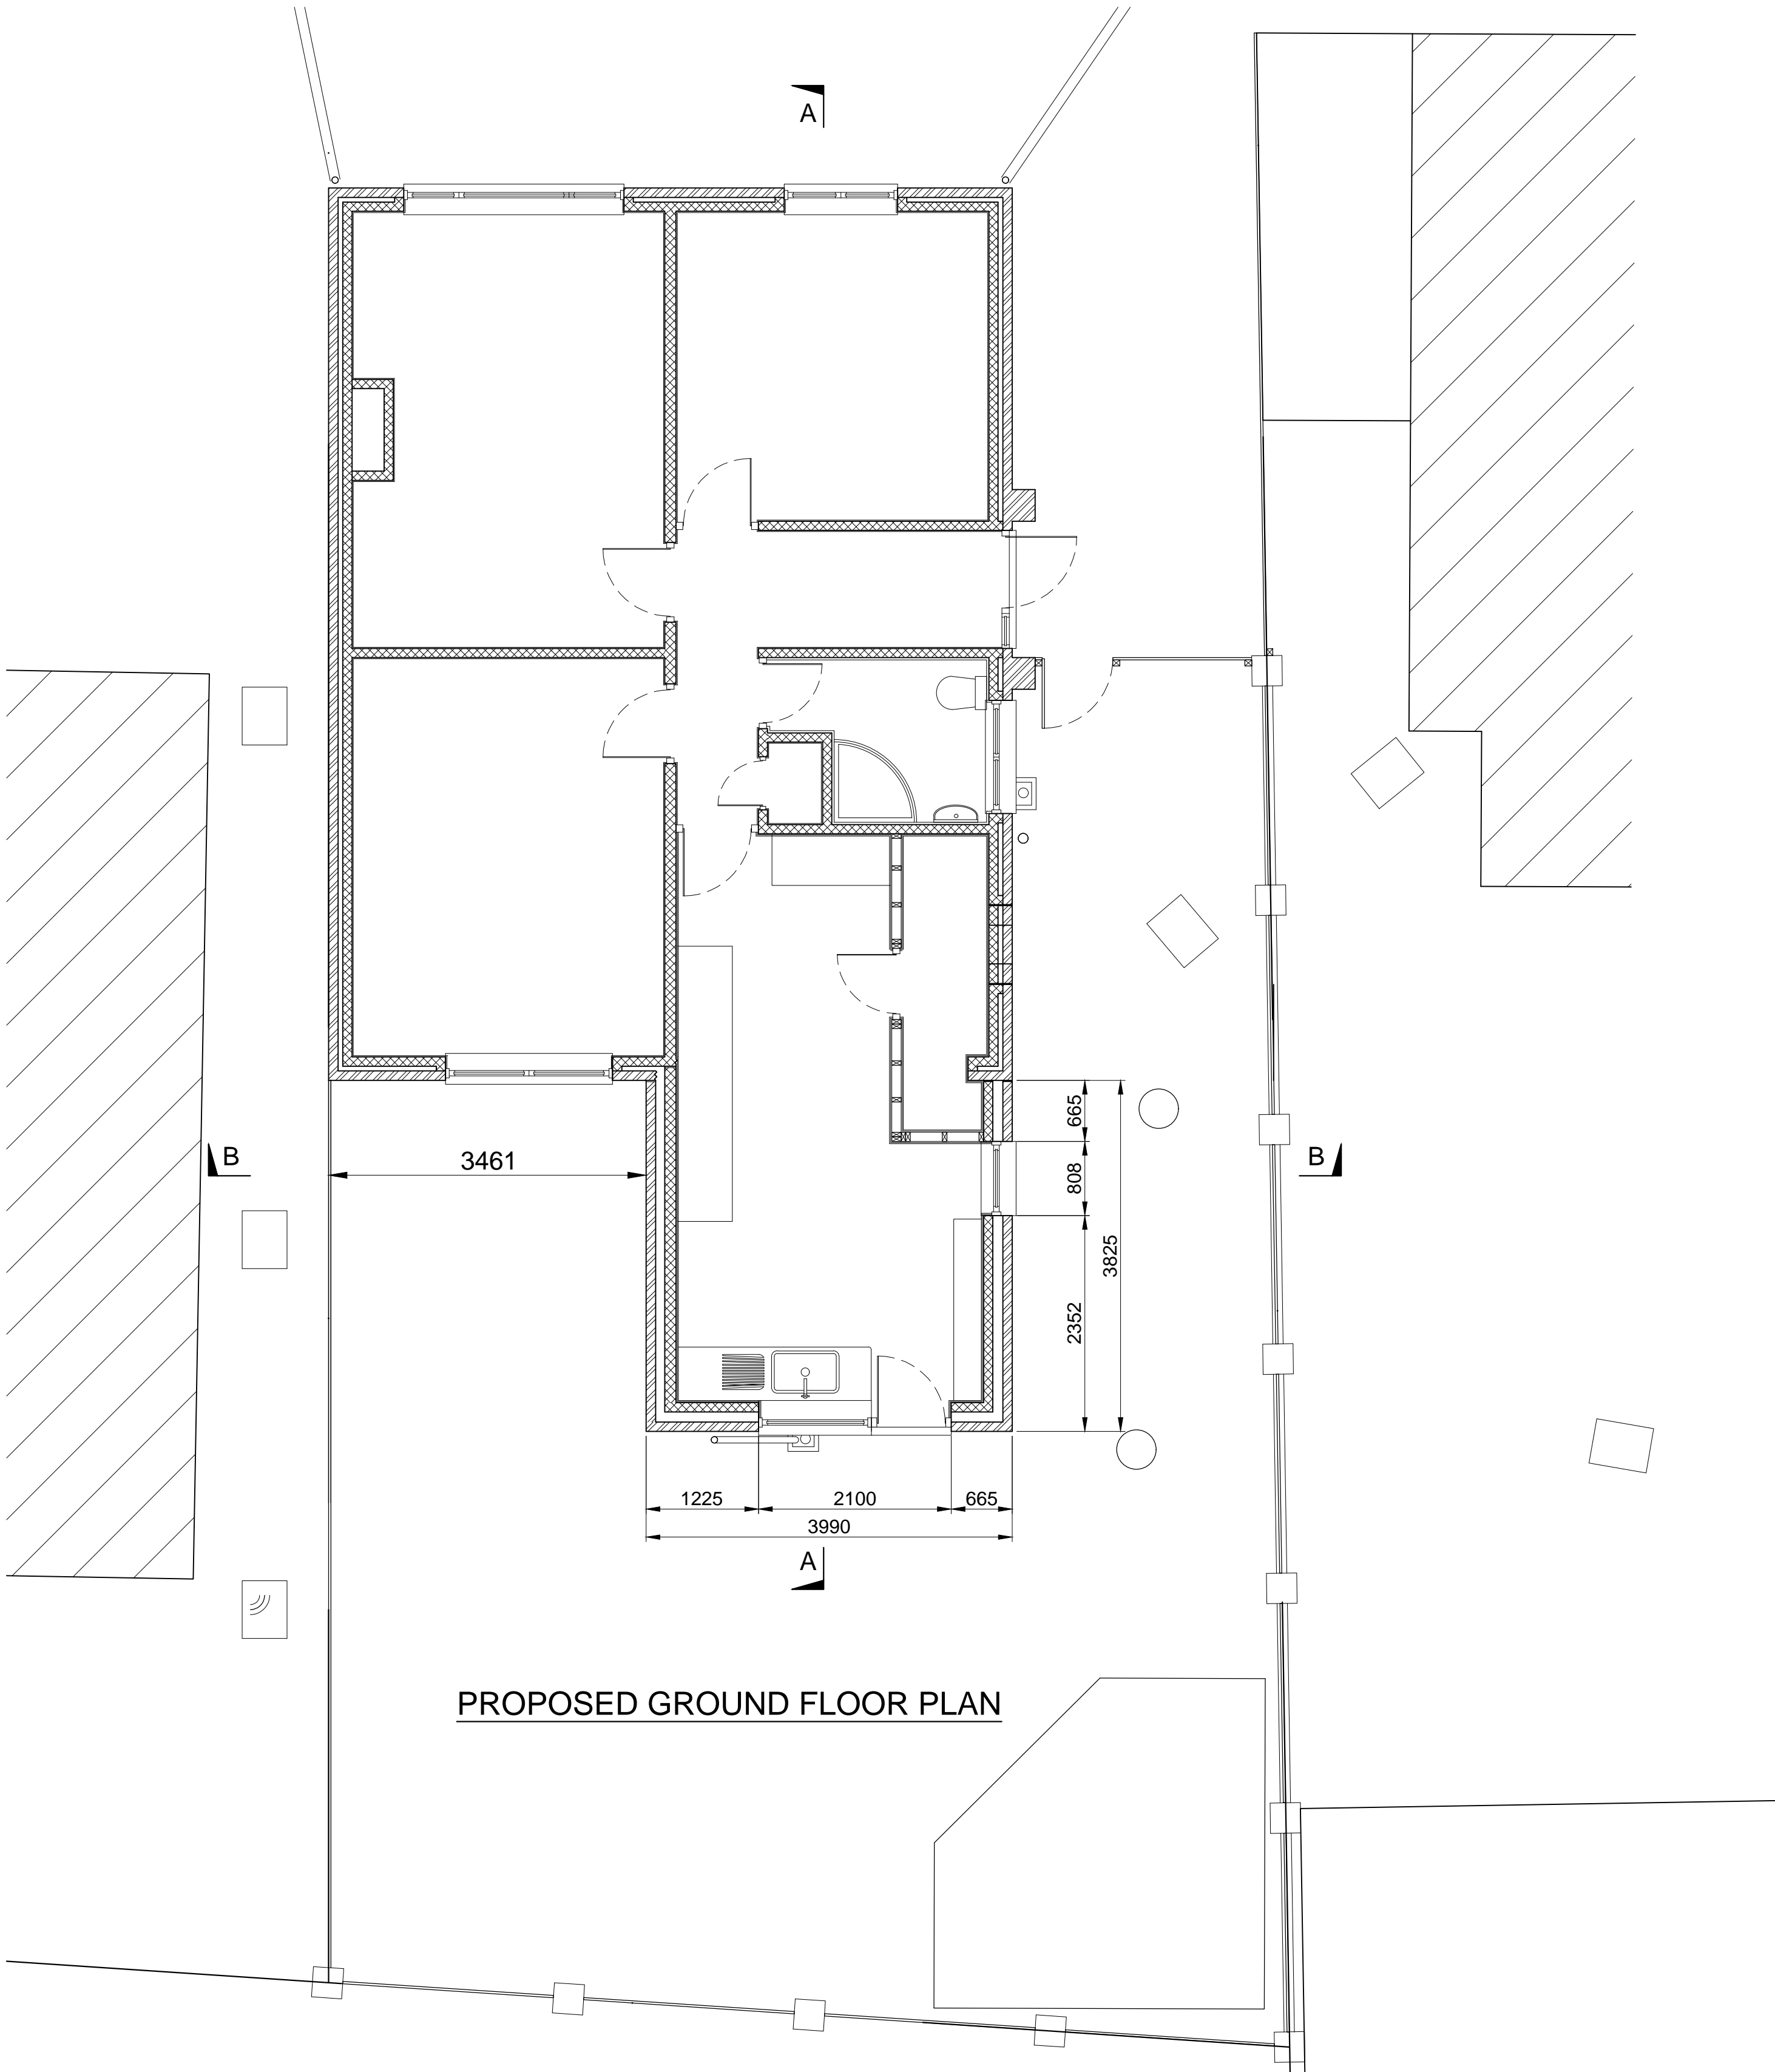 A
B
3461
B
665
808
3825
2352
1225
2100
665
3990
A
PROPOSED GROUND FLOOR PLAN